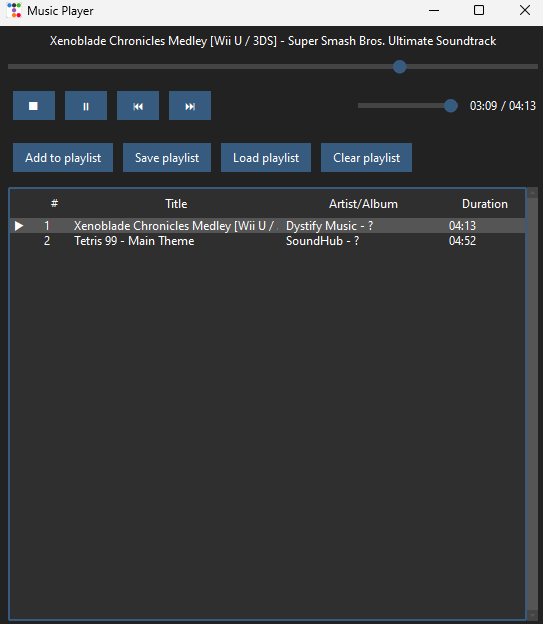 Music Player
Xenoblade Chronicles Medley [Wii U / 3DS] - Super Smash Bros. Ultimate Soundtrack
03:09 / 04:13
Add to playlist Save playlist Load playlist Clear playlist
# Title Artist/Album Duration
1 Xenoblade Chronicles Medley [Wii U / Dystify Music - ? 04:13
2 Tetris 99 - Main Theme SoundHub - ? 04:52